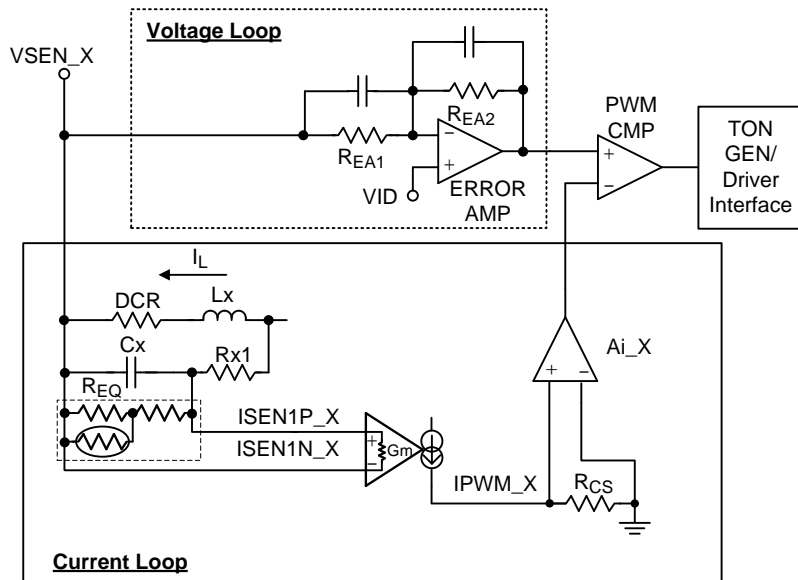 Voltage Loop
VSEN_X
REA1
REA2
VID
ERROR
AMP
PWM
CMP
TON
GEN/
Driver
Interface
IL
DCR
Lx
Cx
Rx1
REQ
ISEN1P_X
ISEN1N_X
Gm
IPWM_X
RCS
Ai_X
Current Loop
+
−
+
−
+
−
+
−